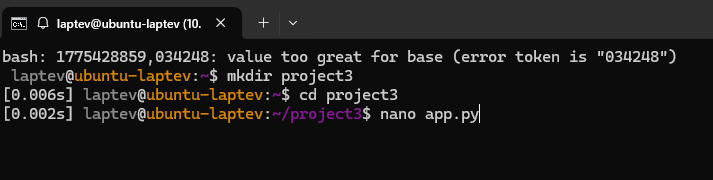 laptev@ubuntu-laptev (10.
bash: 1775428859,034248: value too great for base (error token is "034248")
laptev@ubuntu-laptev:~$ mkdir project3
[0.006s] laptev@ubuntu-laptev:~$ cd project3
[0.002s] laptev@ubuntu-laptev:~/project3$ nano app.py